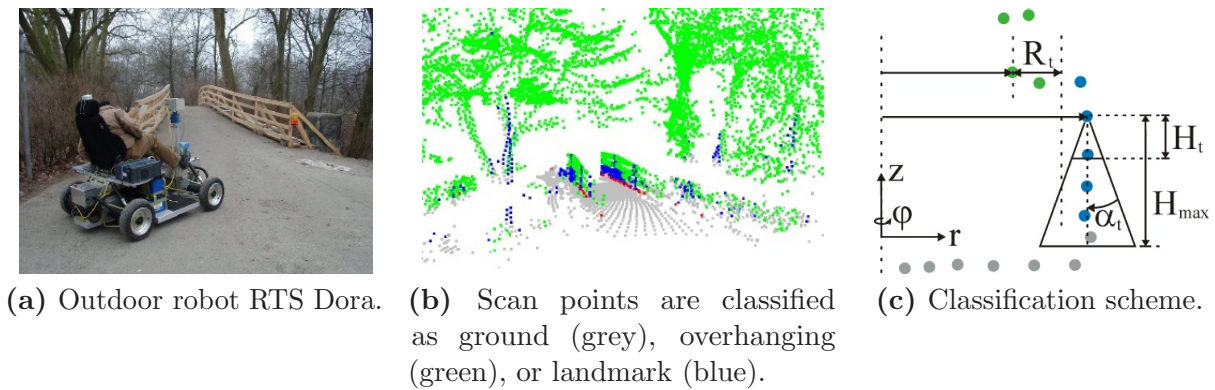 R_t
H_t
z
H_max
φ
α_t
r
(a) Outdoor robot RTS Dora.
(b) Scan points are classified
as ground (grey), overhanging
(green), or landmark (blue).
(c) Classification scheme.